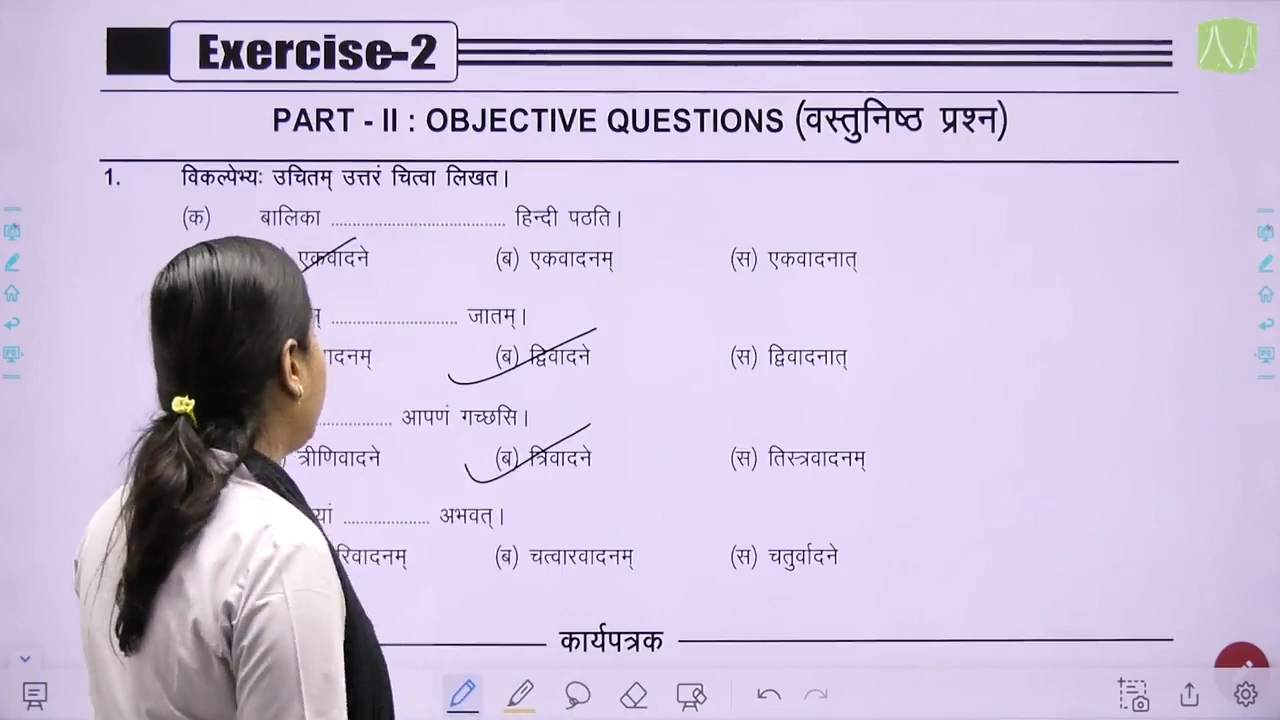 Exercise-2
PART - II : OBJECTIVE QUESTIONS (वस्तुनिष्ठ प्रश्न)
1. विकल्पेभ्यः उचितम् उत्तरं चित्वा लिखत।
(क) बालिका .................................... हिन्दी पठति।
एकवादने (ब) एकवादनम् (स) एकवादनात्
.......................... जातम्।
(ब) द्विवादने (स) द्विवादनात्
................ आपणं गच्छसि।
त्रीणिवादने (ब) त्रिवादने (स) तिस्त्रवादनम्
.................. अभवत्।
(ब) चत्वारवादनम् (स) चतुर्वादने
कार्यपत्रक